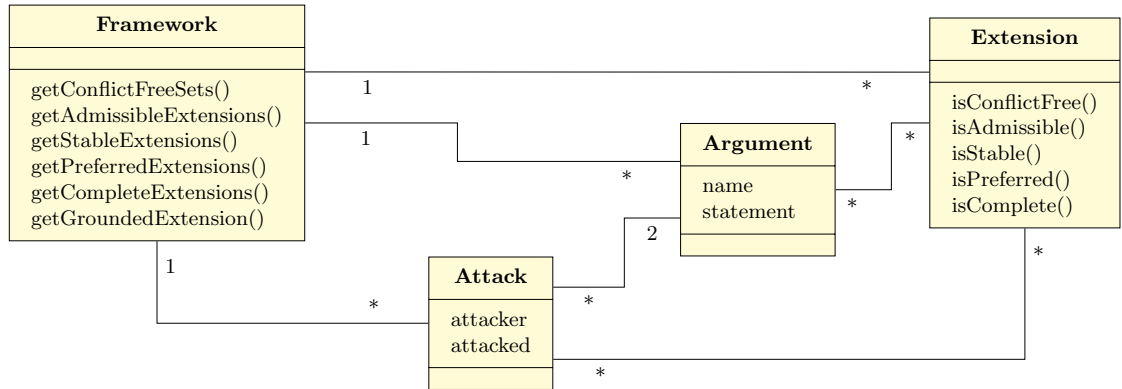 Framework
getConflictFreeSets()
getAdmissibleExtensions()
getStableExtensions()
getPreferredExtensions()
getCompleteExtensions()
getGroundedExtension()
Extension
isConflictFree()
isAdmissible()
isStable()
isPreferred()
isComplete()
Argument
name
statement
Attack
attacker
attacked
1
*
1
*
*
*
2
*
1
*
*
*